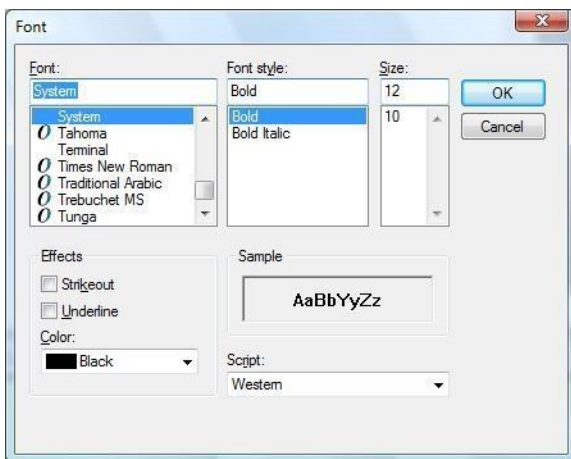 Font
Font:
System
System
Tahoma
Terminal
Times New Roman
Traditional Arabic
Trebuchet MS
Tunga
Font style:
Bold
Bold
Bold Italic
Size:
12
10
OK
Cancel
Effects
Strikeout
Underline
Color:
Black
Sample
AaBbYyZz
Script:
Western